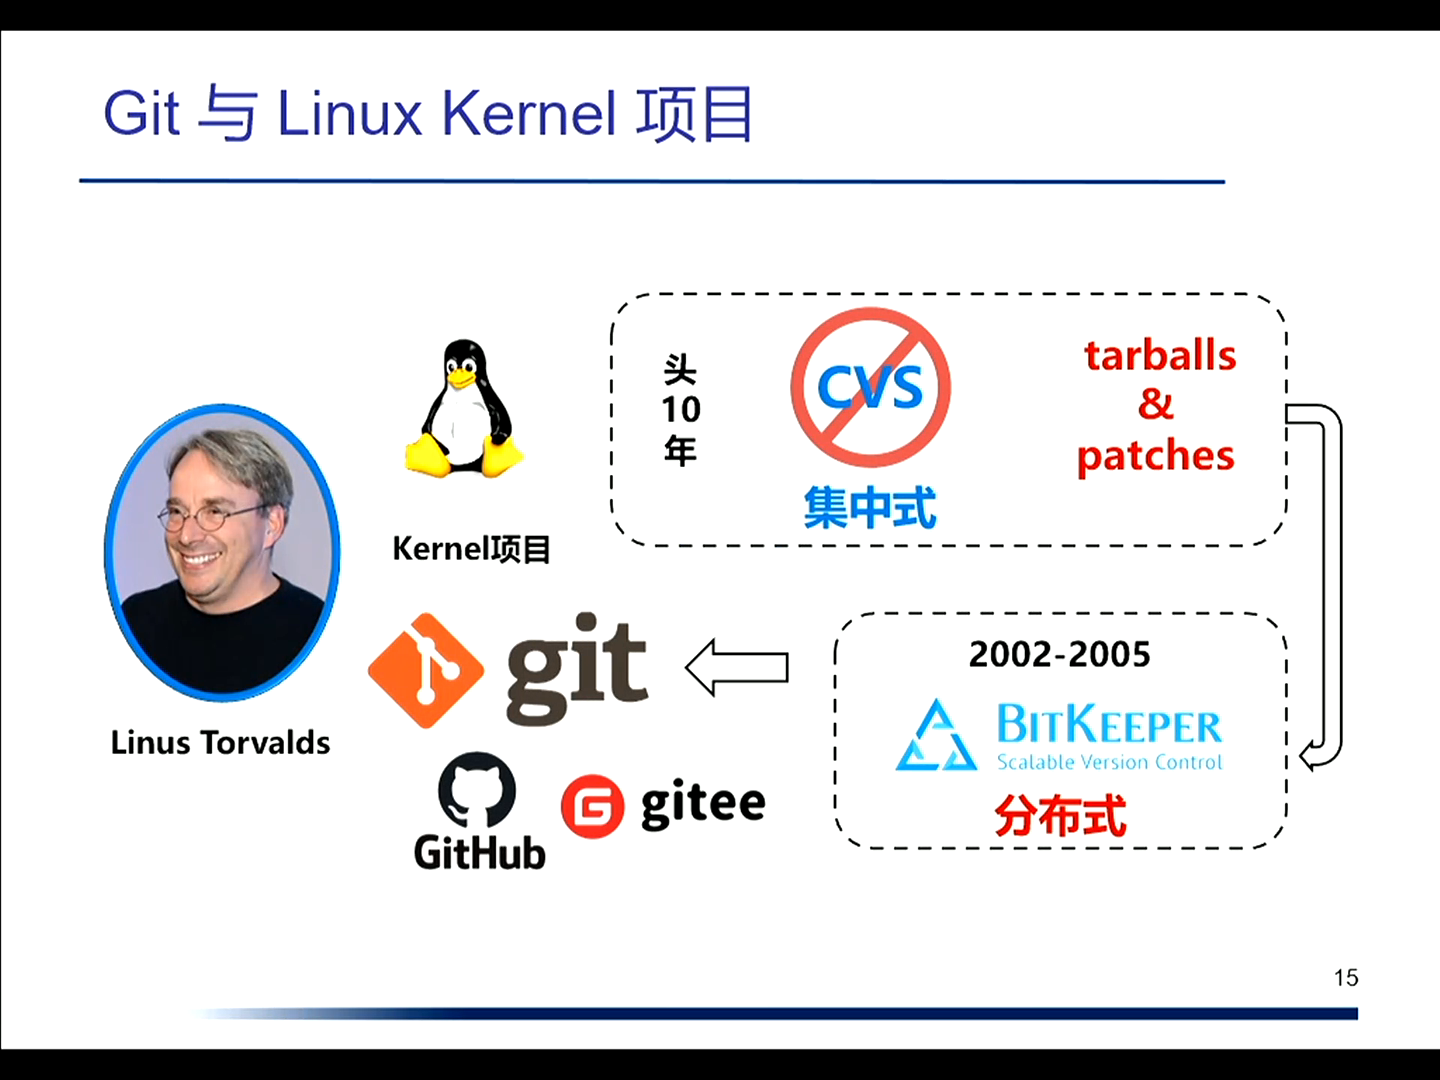 Git 与 Linux Kernel 项目
头
10
年
CVS
集中式
tarballs
&
patches
Kernel项目
Linus Torvalds
git
2002-2005
BITKEEPER
Scalable Version Control
分布式
GitHub
gitee
15